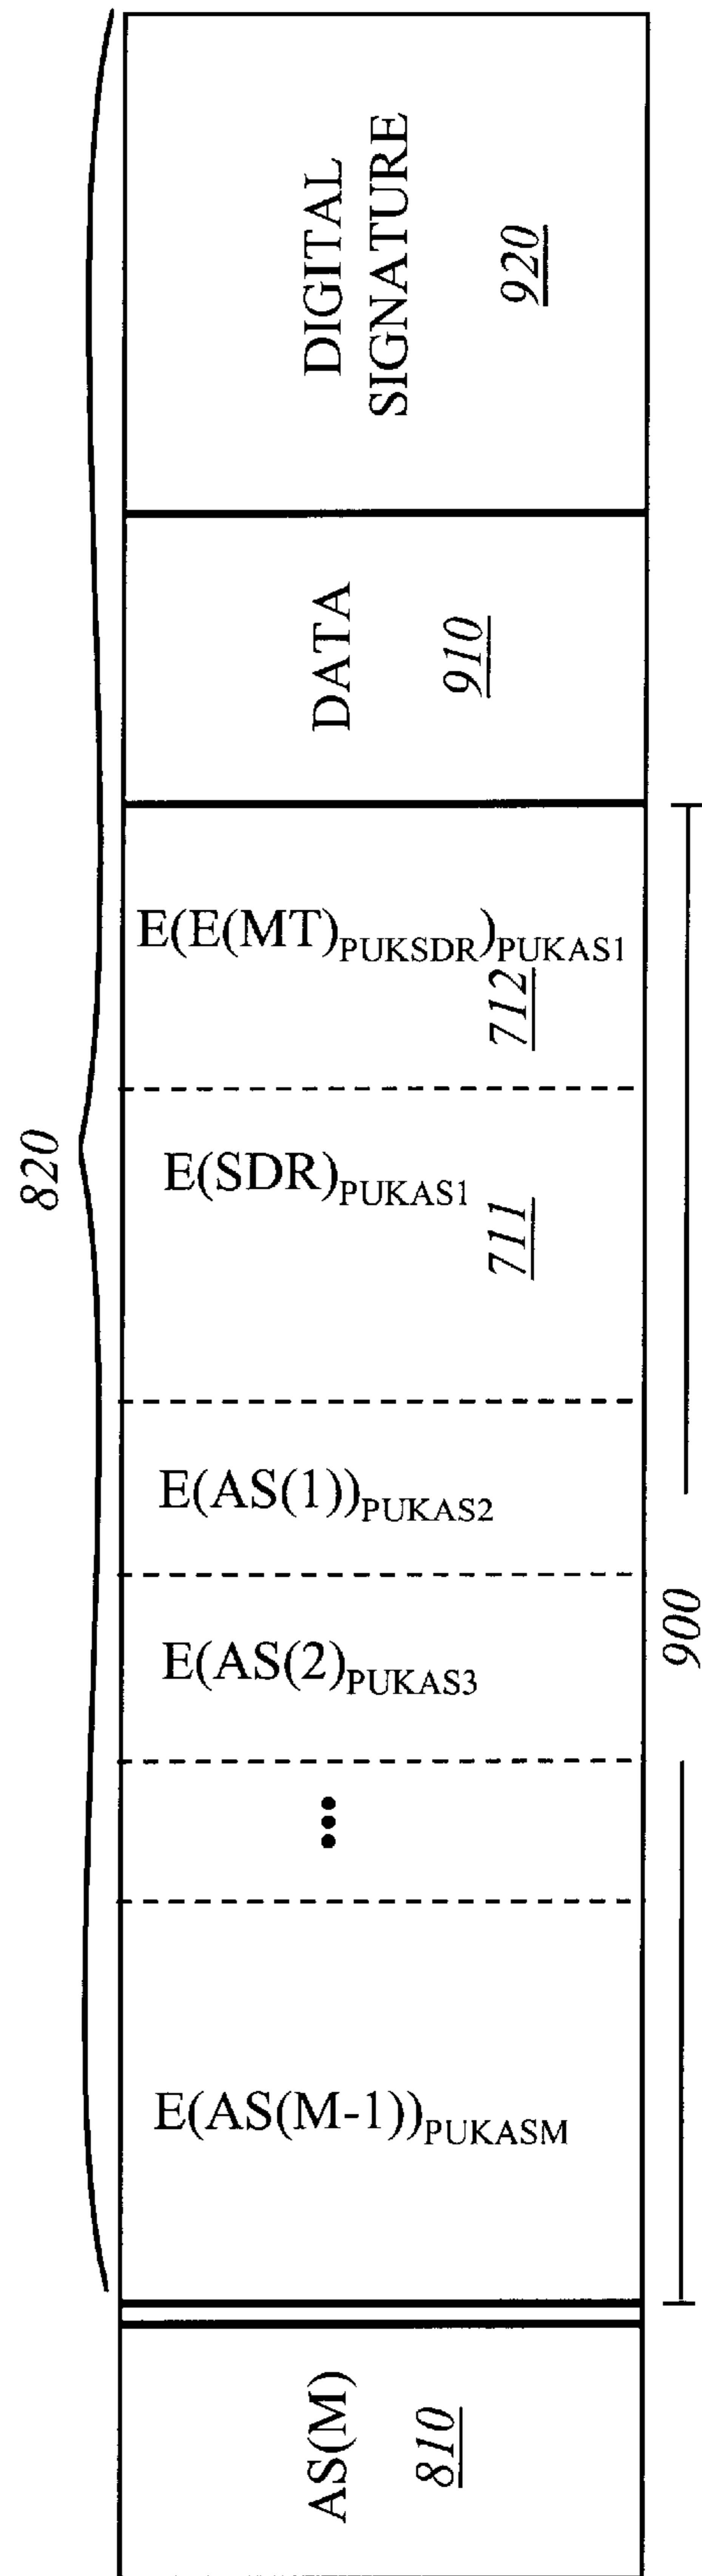 820
DIGITAL
SIGNATURE
920
DATA
910
E(E(MT)PUKSDR)PUKAS1
712
E(SDR)PUKAS1
711
E(AS(1))PUKAS2
E(AS(2)PUKAS3
•••
E(AS(M-1))PUKASM
900
AS(M)
810